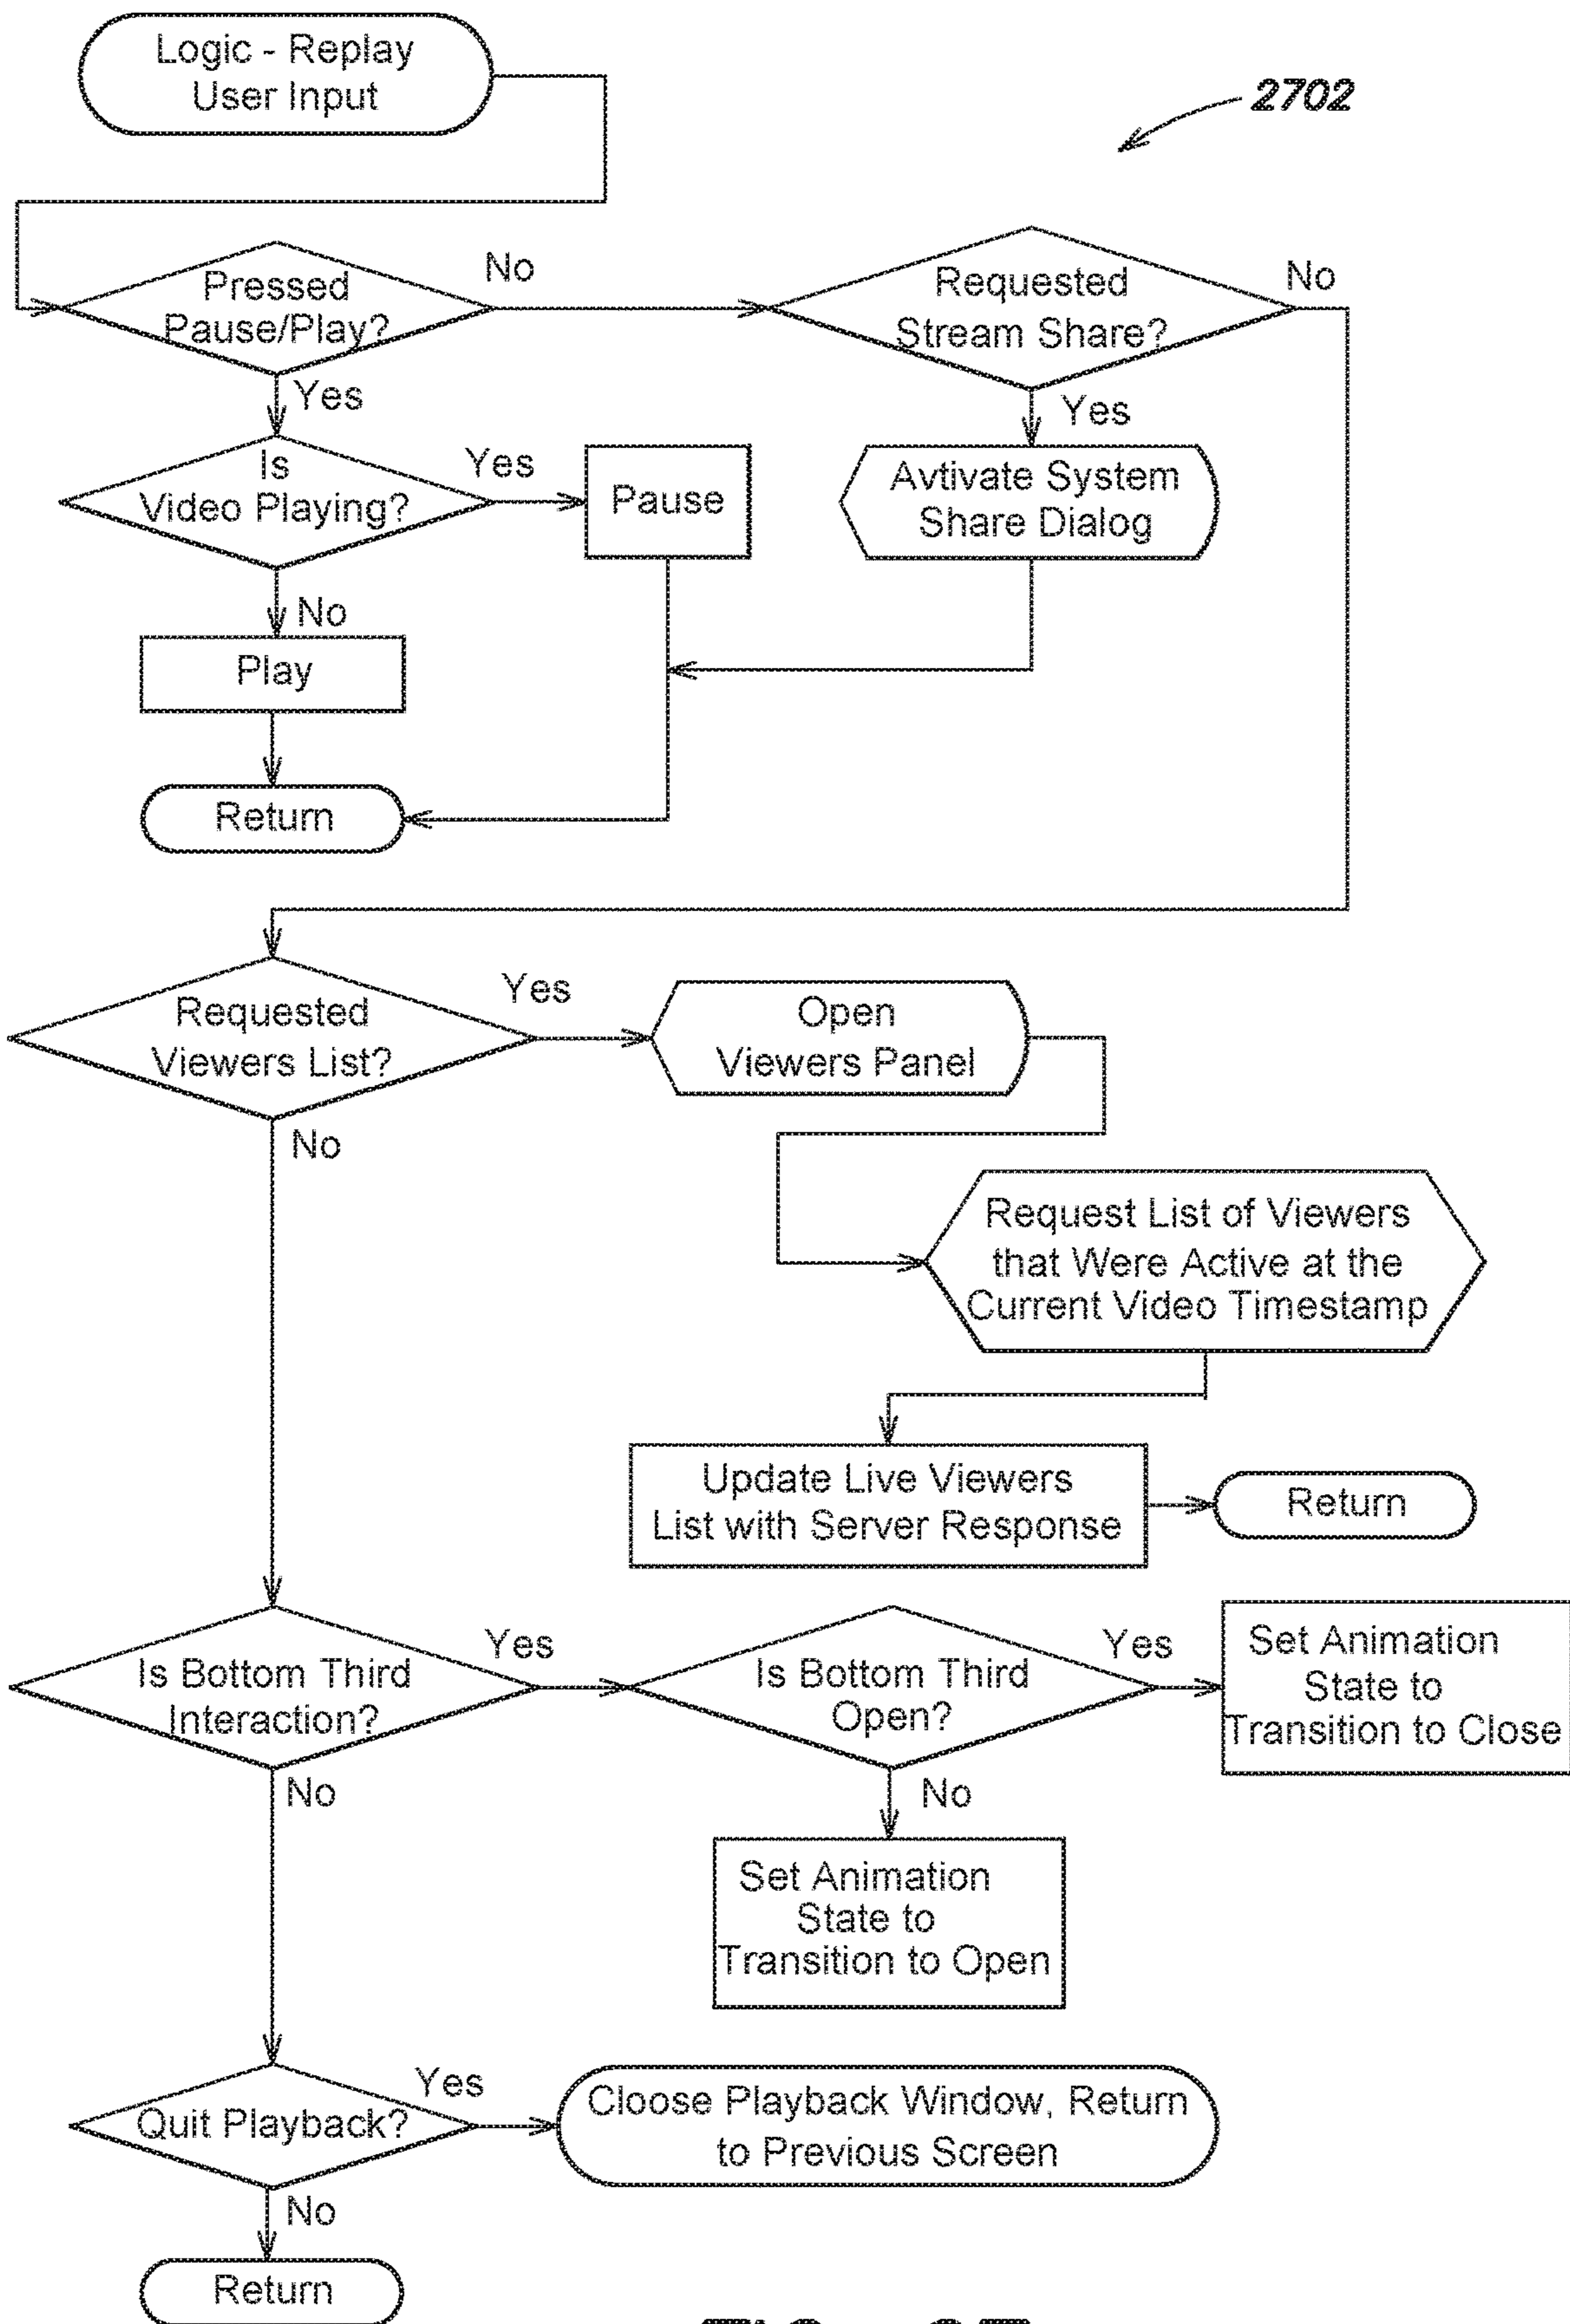 Logic - Replay
User Input
2702
Pressed
Pause/Play?
No
Requested
Stream Share?
No
Yes
Yes
Is
Video Playing?
Yes
Pause
Avtivate System
Share Dialog
No
Play
Return
Requested
Viewers List?
Yes
Open
Viewers Panel
No
Request List of Viewers
that Were Active at the
Current Video Timestamp
Update Live Viewers
List with Server Response
Return
Is Bottom Third
Interaction?
Yes
Is Bottom Third
Open?
Yes
Set Animation
State to
Transition to Close
No
No
Set Animation
State to
Transition to Open
Quit Playback?
Yes
Cloose Playback Window, Return
to Previous Screen
No
Return